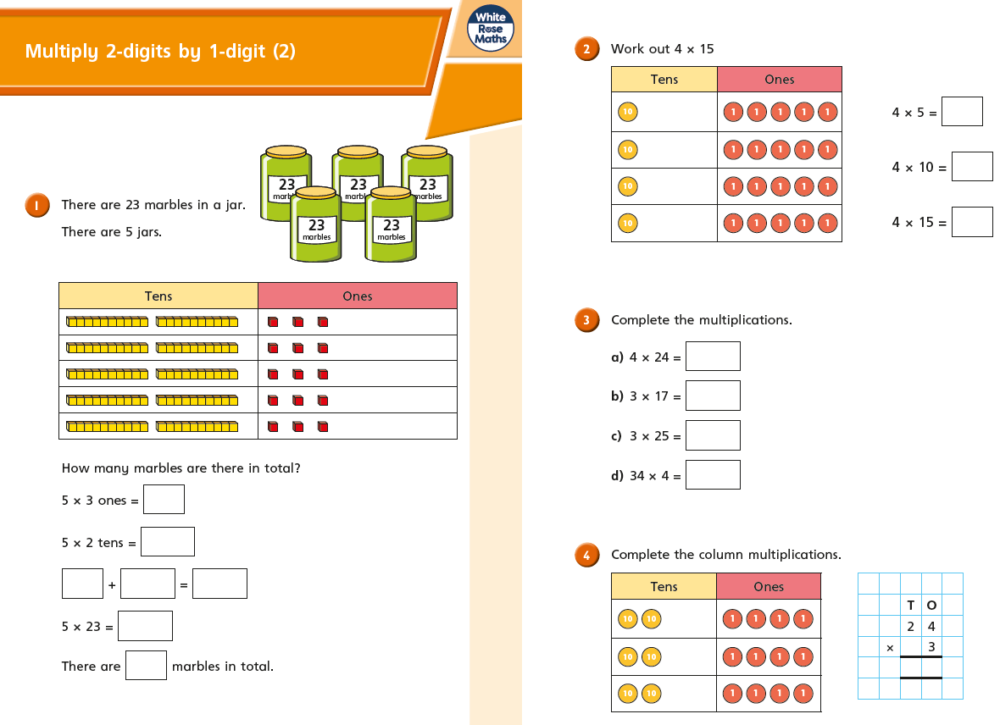 Multiply 2-digits by 1-digit (2)
White
Rose
Maths
1
There are 23 marbles in a jar.
There are 5 jars.
23
marbl
23
23
marbles
23
marbles
23
marbles
Tens Ones
How many marbles are there in total?
5 × 3 ones =
5 × 2 tens =
+ =
5 × 23 =
There are marbles in total.
2 Work out 4 × 15
Tens Ones
10 1 1 1 1 1
10 1 1 1 1 1
10 1 1 1 1 1
10 1 1 1 1 1
4 × 5 =
4 × 10 =
4 × 15 =
3 Complete the multiplications.
a) 4 × 24 =
b) 3 × 17 =
c) 3 × 25 =
d) 34 × 4 =
4 Complete the column multiplications.
Tens Ones
10 10 1 1 1 1
10 10 1 1 1 1
10 10 1 1 1 1
T O
2 4
× 3